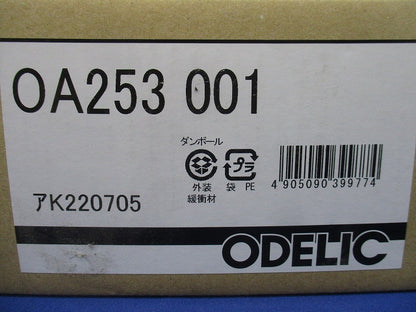 OA253 001
ダンボール
プラ
外装 袋 PE
緩衝材
4 905090 399774
アK220705
ODELIC